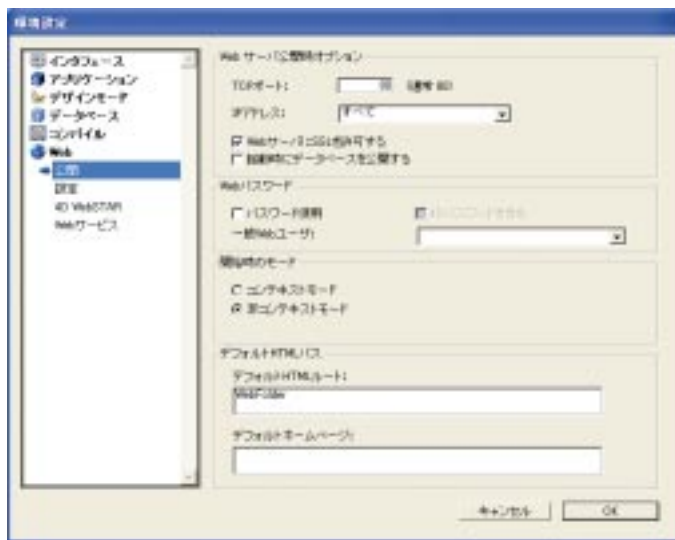 環境設定
インタフェース
アプリケーション
デザインモード
データベース
コンパイル
Web
公開
設定
4D WebSTAR
Webサービス
Web サーバ公開時オプション
TCPポート:
(通常 80)
IPアドレス:
すべて
WebサーバにSSLを許可する
起動時にデータベースを公開する
Webパスワード
パスワード使用
一般Webユーザ:
開始時のモード
コンテキストモード
非コンテキストモード
デフォルトHTMLパス
デフォルトHTMLルート:
WebFolder
デフォルトホームページ:
キャンセル
OK